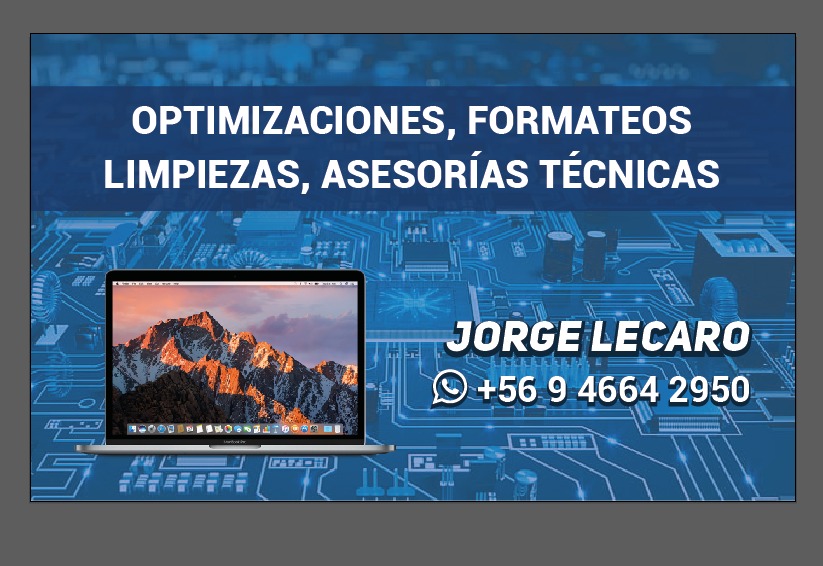 OPTIMIZACIONES, FORMATEOS
LIMPIEZAS, ASESORÍAS TÉCNICAS
JORGE LECARO
+56 9 4664 2950